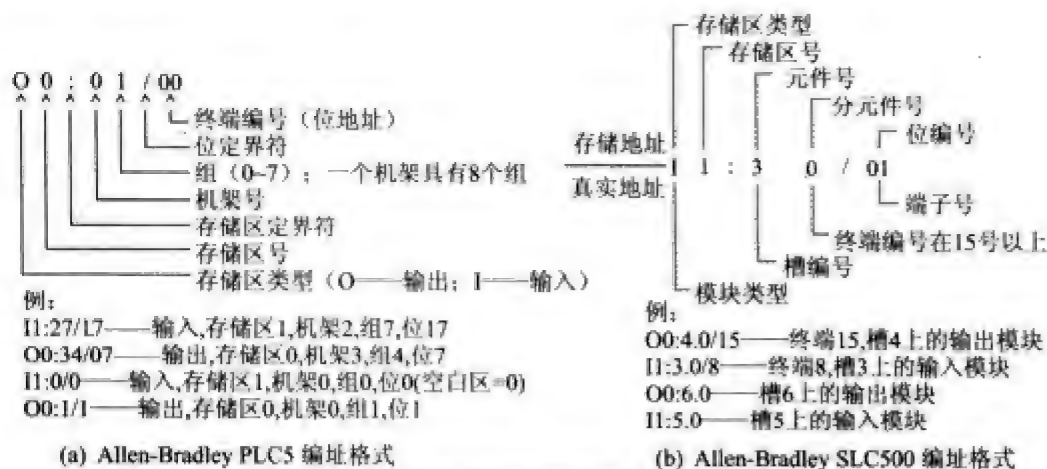 O 0 : 0 1 / 00
终端编号（位地址）
位定界符
组（0~7）；一个机架具有8个组
机架号
存储区定界符
存储区号
存储区类型（O——输出；I——输入）
例：
I1:27/17——输入,存储区1,机架2,组7,位17
O0:34/07——输出,存储区0,机架3,组4,位7
I1:0/0——输入,存储区1,机架0,组0,位0(空白区=0)
O0:1/1——输出,存储区0,机架0,组1,位1
(a) Allen-Bradley PLC5 编址格式
存储区类型
存储区号
元件号
分元件号
位编号
存储地址
I 1 : 3 0 / 01
真实地址
端子号
终端编号在15号以上
槽编号
模块类型
例：
O0:4.0/15——终端15,槽4上的输出模块
I1:3.0/8——终端8,槽3上的输入模块
O0:6.0——槽6上的输出模块
I1:5.0——槽5上的输入模块
(b) Allen-Bradley SLC500 编址格式